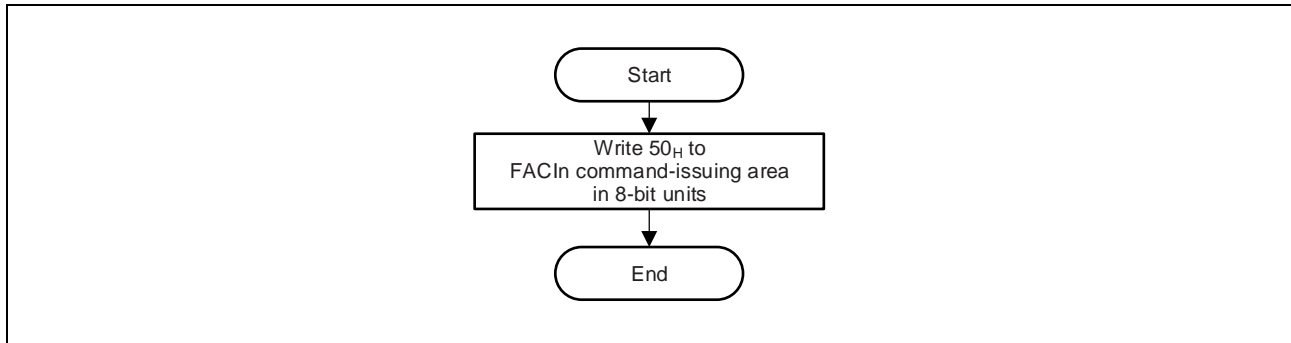 Start
Write 50H to
FACIn command-issuing area
in 8-bit units
End